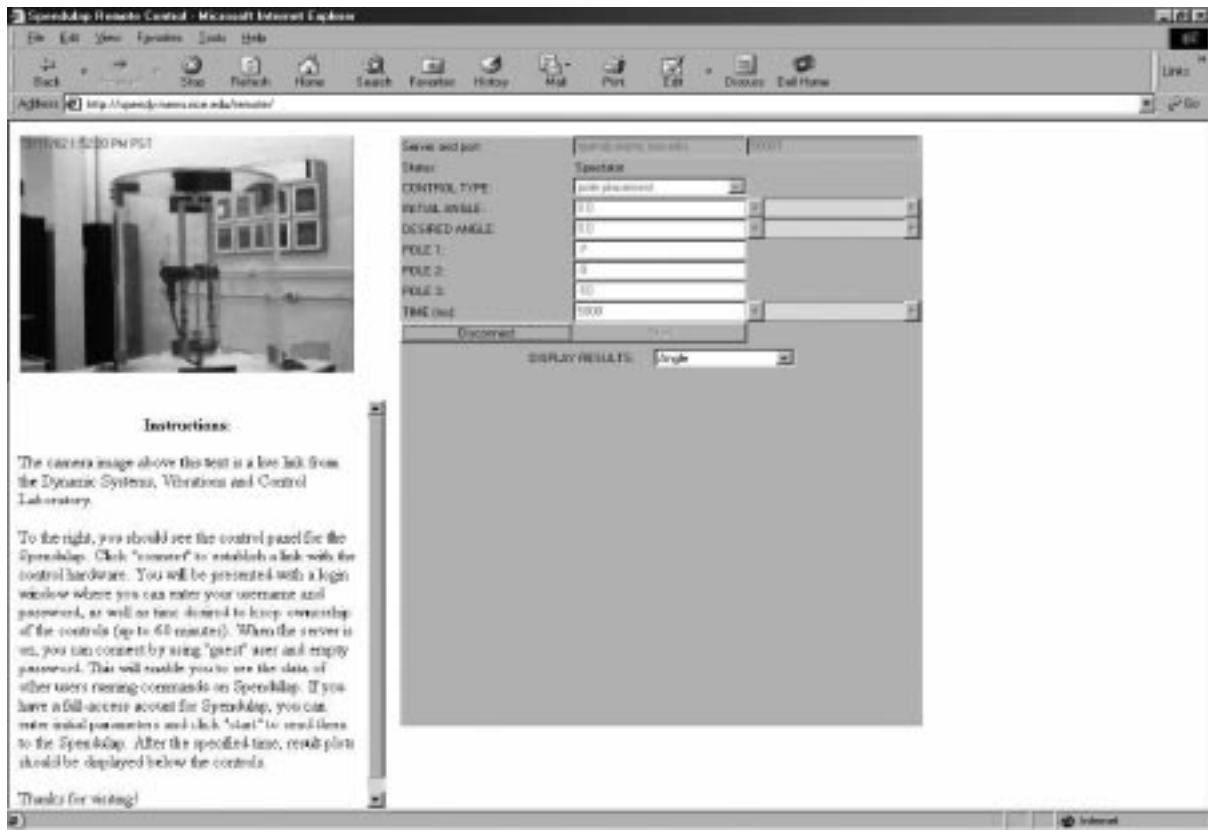 Spendulap Remote Control - Microsoft Internet Explorer
File Edit View Favorites Tools Help
Back Stop Refresh Home Search Favorites History Mail Print Edit Discuss Dell Home
Links
Address
Go
PM PST
Server and port:
Status: Spectator
CONTROL TYPE: pole placement
INITIAL ANGLE:
DESIRED ANGLE:
POLE 1:
POLE 2:
POLE 3:
TIME (ms): 5000
Disconnect
DISPLAY RESULTS: Angle
Instructions:
The camera image above this text is a live link from
the Dynamic Systems, Vibrations and Control
Laboratory.
To the right, you should see the control panel for the
Spendulap. Click "connect" to establish a link with the
control hardware. You will be presented with a login
window where you can enter your username and
password, as well as time desired to keep ownership
of the controls (up to 60 minutes). When the server is
on, you can connect by using "guest" user and empty
password. This will enable you to see the data of
other users running commands on Spendulap. If you
have a full-access acount for Spendulap, you can
enter initial parameters and click "start" to send them
to the Spendulap. After the specified time, result plots
should be displayed below the controls.
Thanks for visiting!
Internet